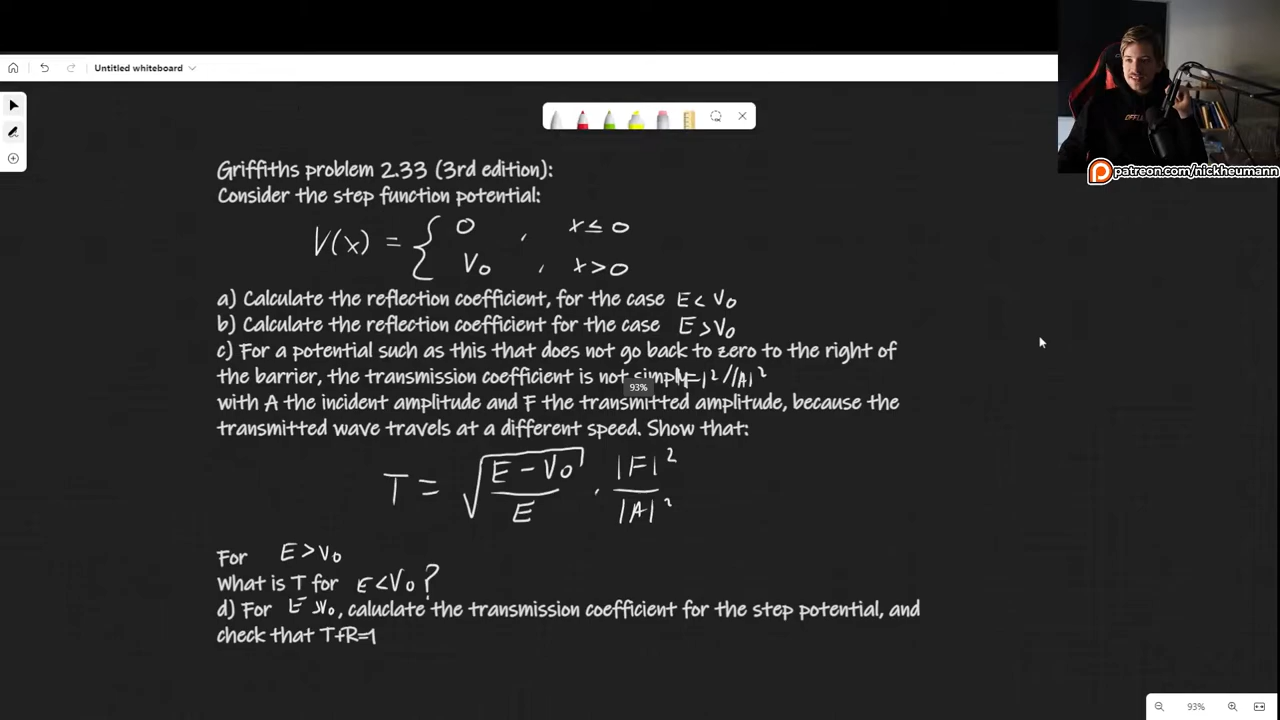 Untitled whiteboard
patreon.com/nickheumann
Griffiths problem 2.33 (3rd edition):
Consider the step function potential:
V(x) = { 0 , x ≤ 0
V₀ , x > 0
a) Calculate the reflection coefficient, for the case E < V₀
b) Calculate the reflection coefficient for the case E > V₀
c) For a potential such as this that does not go back to zero to the right of
the barrier, the transmission coefficient is not simply |F|²/|A|²
93%
with A the incident amplitude and F the transmitted amplitude, because the
transmitted wave travels at a different speed. Show that:
T = √((E - V₀)/E) · |F|²/|A|²
For E > V₀
What is T for E < V₀?
d) For E > V₀, caluclate the transmission coefficient for the step potential, and
check that T+R=1
93%